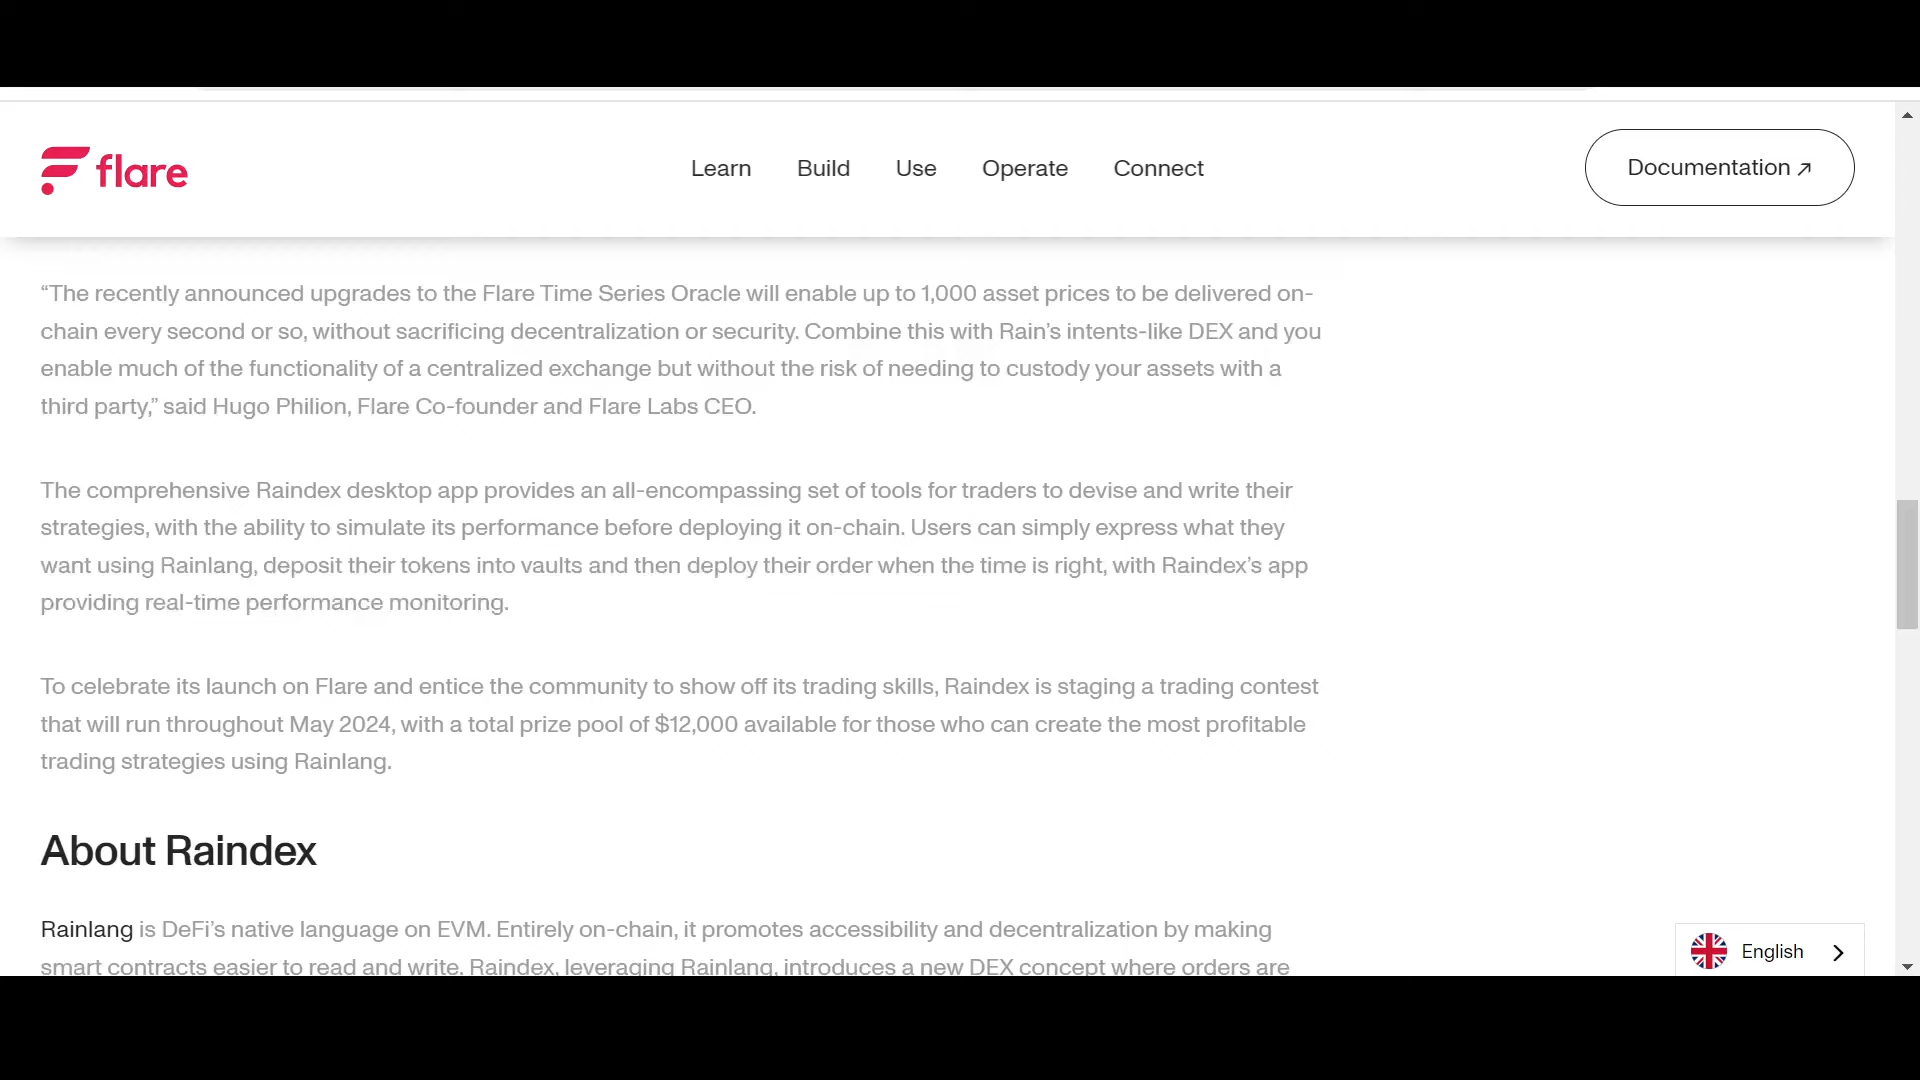 flare
Learn
Build
Use
Operate
Connect
Documentation ↗
“The recently announced upgrades to the Flare Time Series Oracle will enable up to 1,000 asset prices to be delivered on-
chain every second or so, without sacrificing decentralization or security. Combine this with Rain’s intents-like DEX and you
enable much of the functionality of a centralized exchange but without the risk of needing to custody your assets with a
third party,” said Hugo Philion, Flare Co-founder and Flare Labs CEO.
The comprehensive Raindex desktop app provides an all-encompassing set of tools for traders to devise and write their
strategies, with the ability to simulate its performance before deploying it on-chain. Users can simply express what they
want using Rainlang, deposit their tokens into vaults and then deploy their order when the time is right, with Raindex’s app
providing real-time performance monitoring.
To celebrate its launch on Flare and entice the community to show off its trading skills, Raindex is staging a trading contest
that will run throughout May 2024, with a total prize pool of $12,000 available for those who can create the most profitable
trading strategies using Rainlang.
About Raindex
Rainlang is DeFi’s native language on EVM. Entirely on-chain, it promotes accessibility and decentralization by making
smart contracts easier to read and write. Raindex, leveraging Rainlang, introduces a new DEX concept where orders are
English